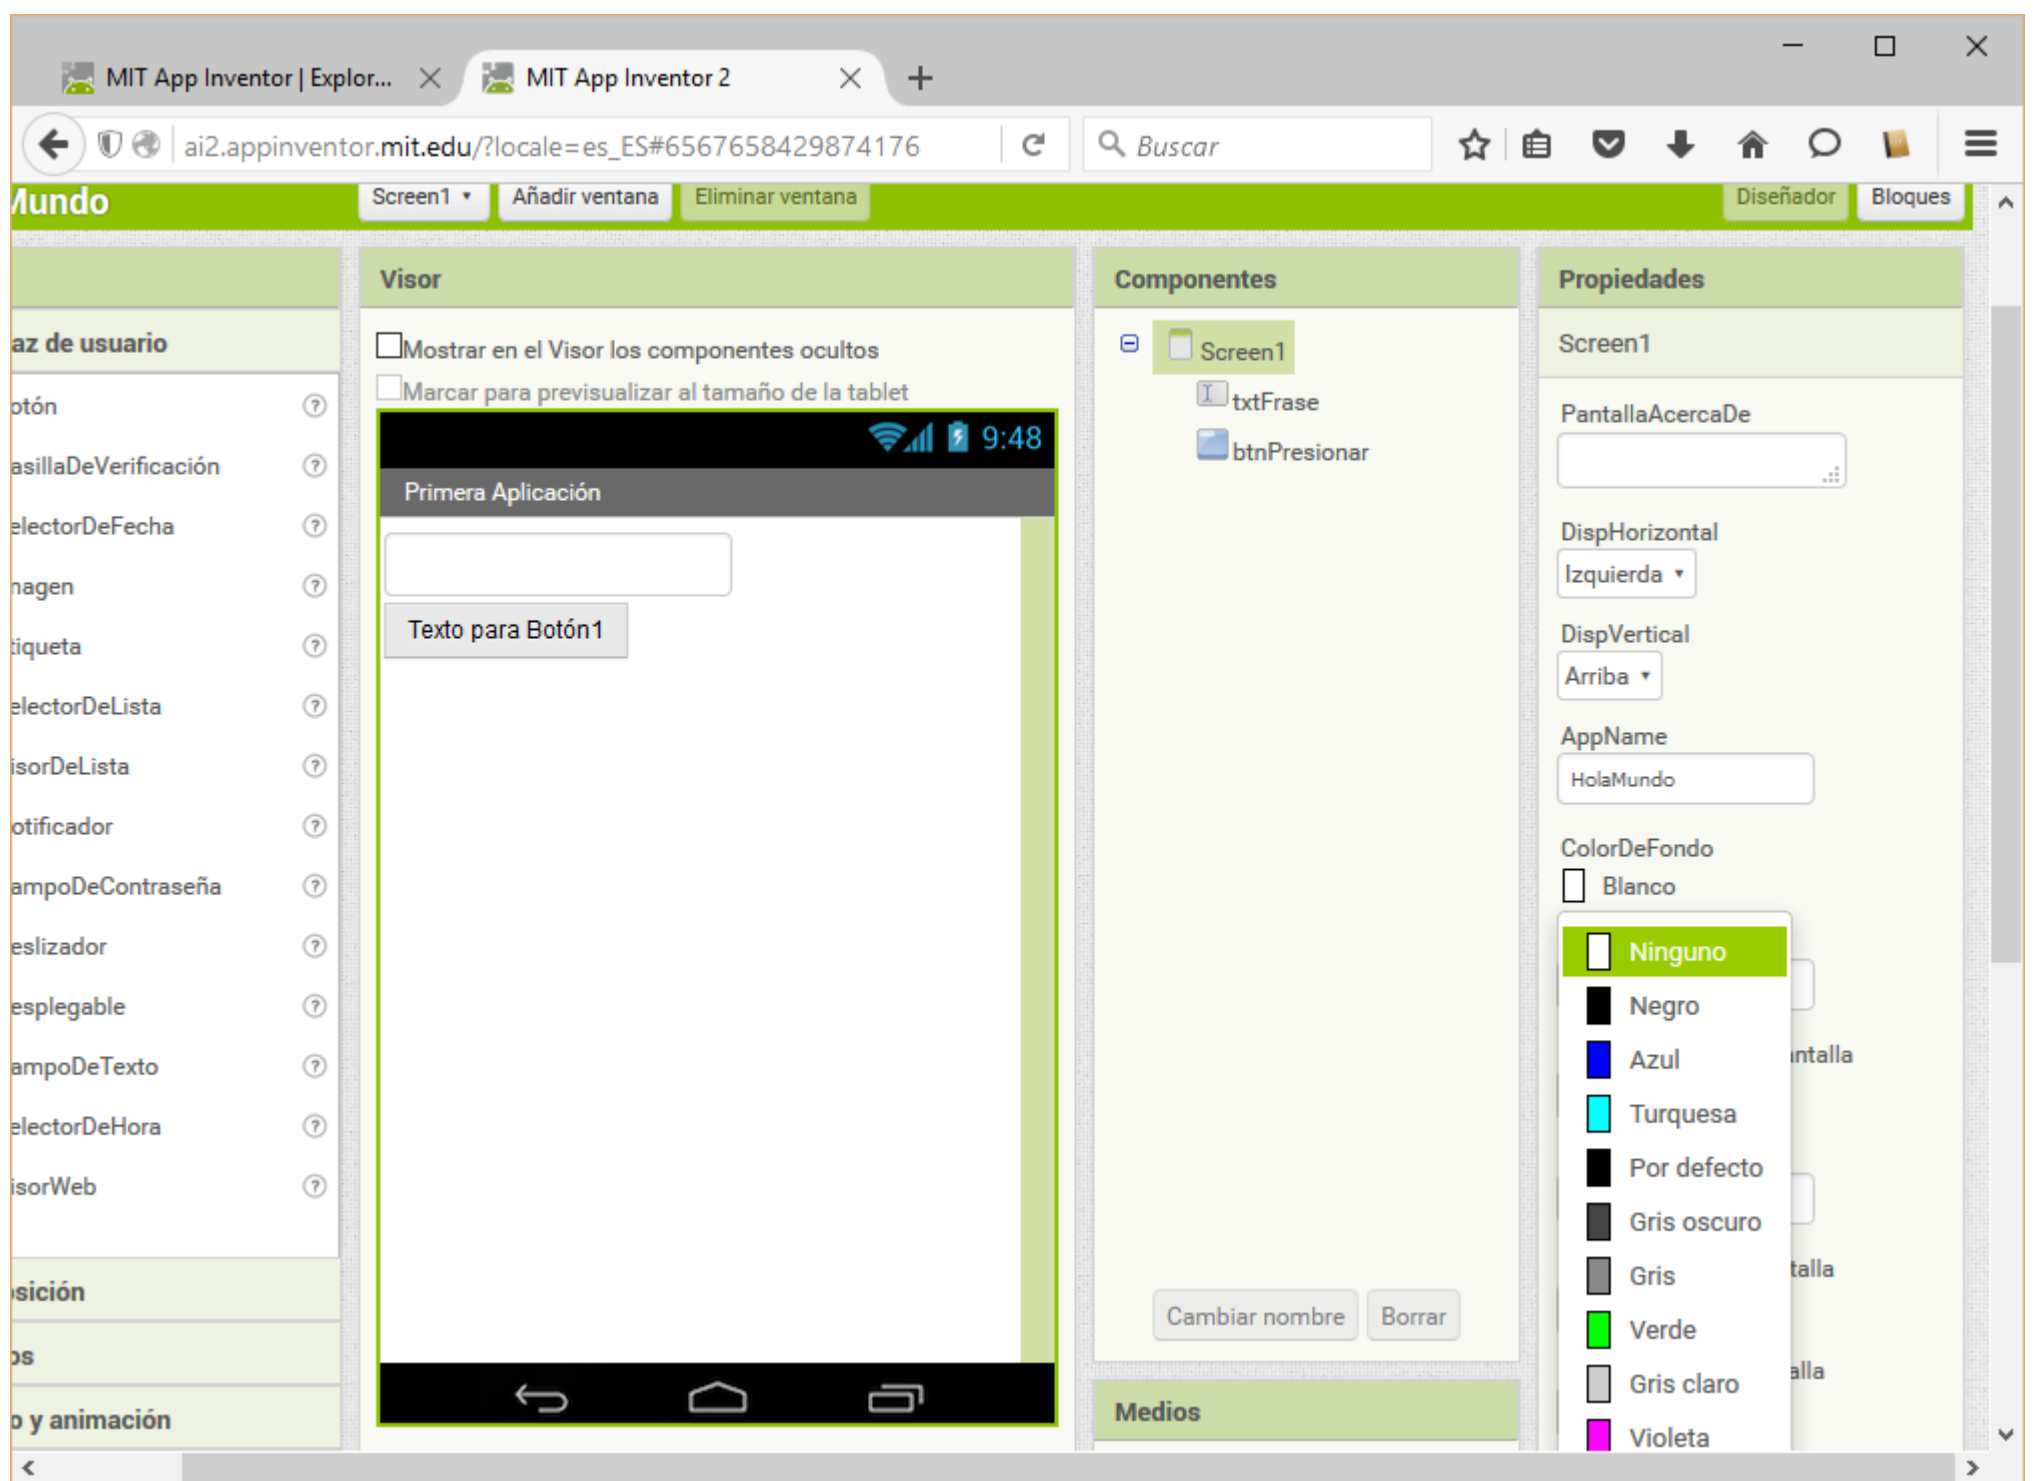 MIT App Inventor | Explor...
MIT App Inventor 2
ai2.appinventor.mit.edu/?locale=es_ES#6567658429874176
Buscar
Mundo
Screen1
Añadir ventana
Eliminar ventana
Diseñador
Bloques
az de usuario
otón
asillaDeVerificación
electorDeFecha
magen
tiqueta
electorDeLista
isorDeLista
otificador
ampoDeContraseña
eslizador
esplegable
ampoDeTexto
electorDeHora
isorWeb
sición
os
o y animación
Visor
Mostrar en el Visor los componentes ocultos
Marcar para previsualizar al tamaño de la tablet
9:48
Primera Aplicación
Texto para Botón1
Componentes
Screen1
txtFrase
btnPresionar
Cambiar nombre
Borrar
Medios
Propiedades
Screen1
PantallaAcercaDe
DispHorizontal
Izquierda
DispVertical
Arriba
AppName
HolaMundo
ColorDeFondo
Blanco
Ninguno
Negro
Azul
antalla
Turquesa
Por defecto
Gris oscuro
Gris
talla
Verde
Gris claro
alla
Violeta